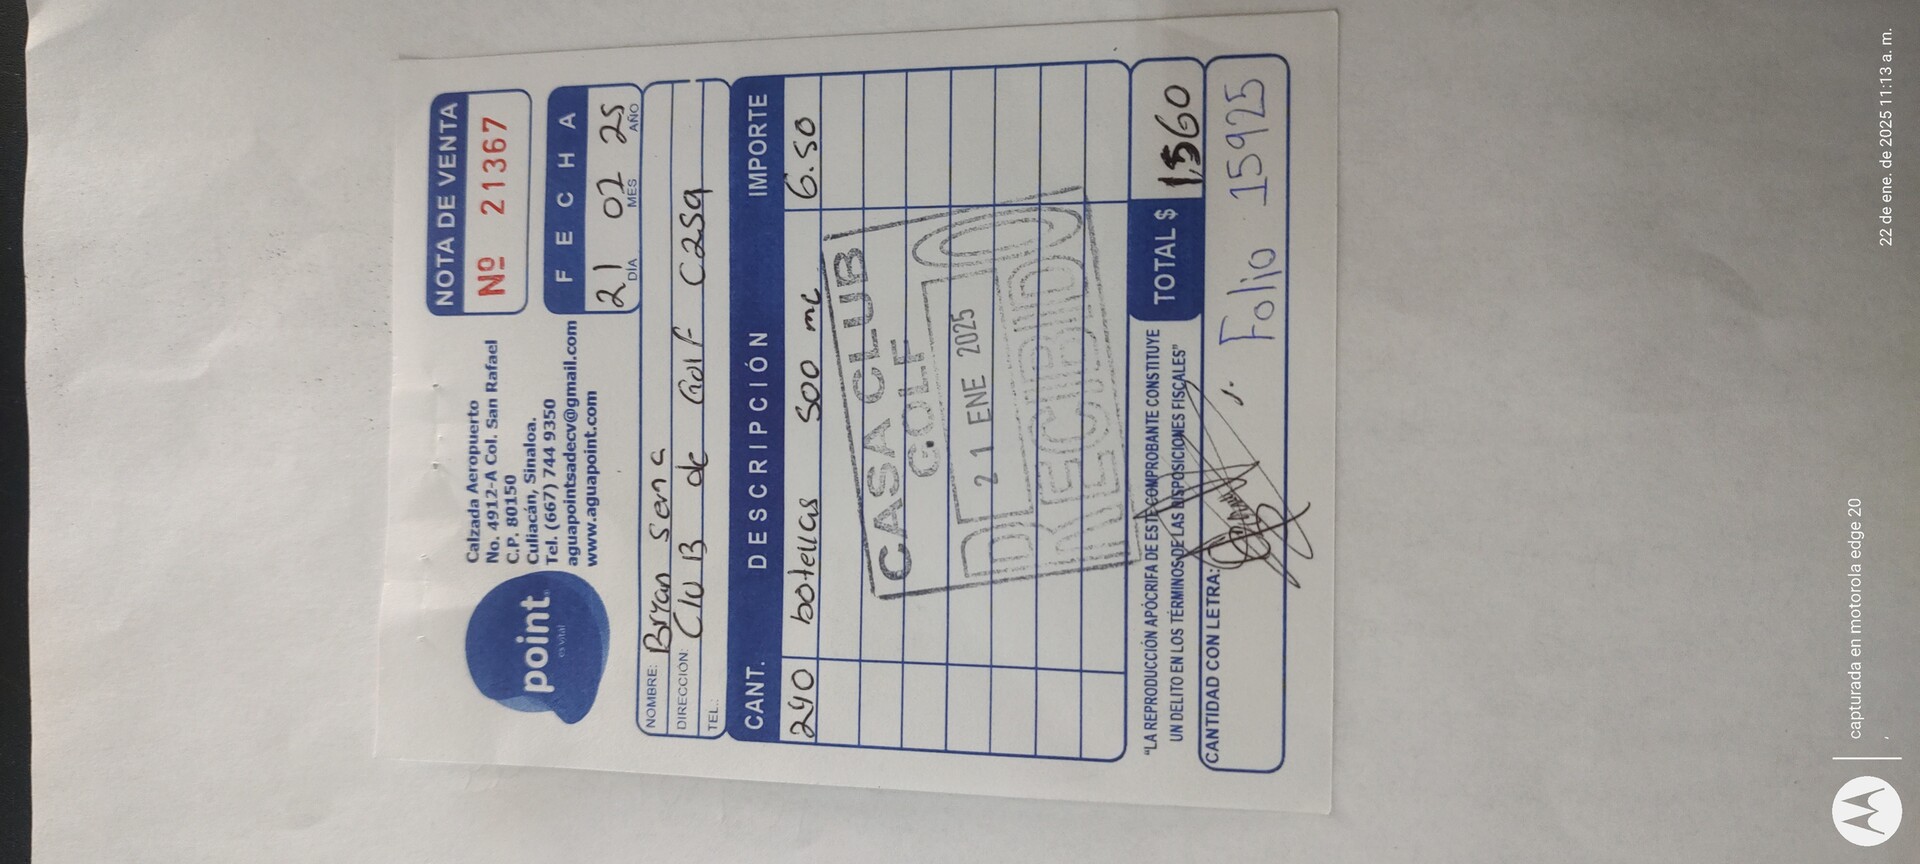 point
es vital
Calzada Aeropuerto
No. 4912-A Col. San Rafael
C.P. 80150
Culiacán, Sinaloa.
Tel. (667) 744 9350
aguapointsadecv@gmail.com
www.aguapoint.com
NOTA DE VENTA
Nº 21367
FECHA
21 02 25
DÍA MES AÑO
NOMBRE: Bryan Sena
DIRECCION: CluB de Golf casa
TEL.:
CANT. DESCRIPCIÓN IMPORTE
240 botellas 500 mL 6.50
CASA CLUB
GOLF
21 ENE 2025
RECIBIDO
"LA REPRODUCCIÓN APÓCRIFA DE ESTE COMPROBANTE CONSTITUYE
UN DELITO EN LOS TÉRMINOS DE LAS DISPOSICIONES FISCALES"
TOTAL $ 1,560
CANTIDAD CON LETRA:
Folio 15925
capturada en motorola edge 20
22 de ene. de 2025 11:13 a. m.